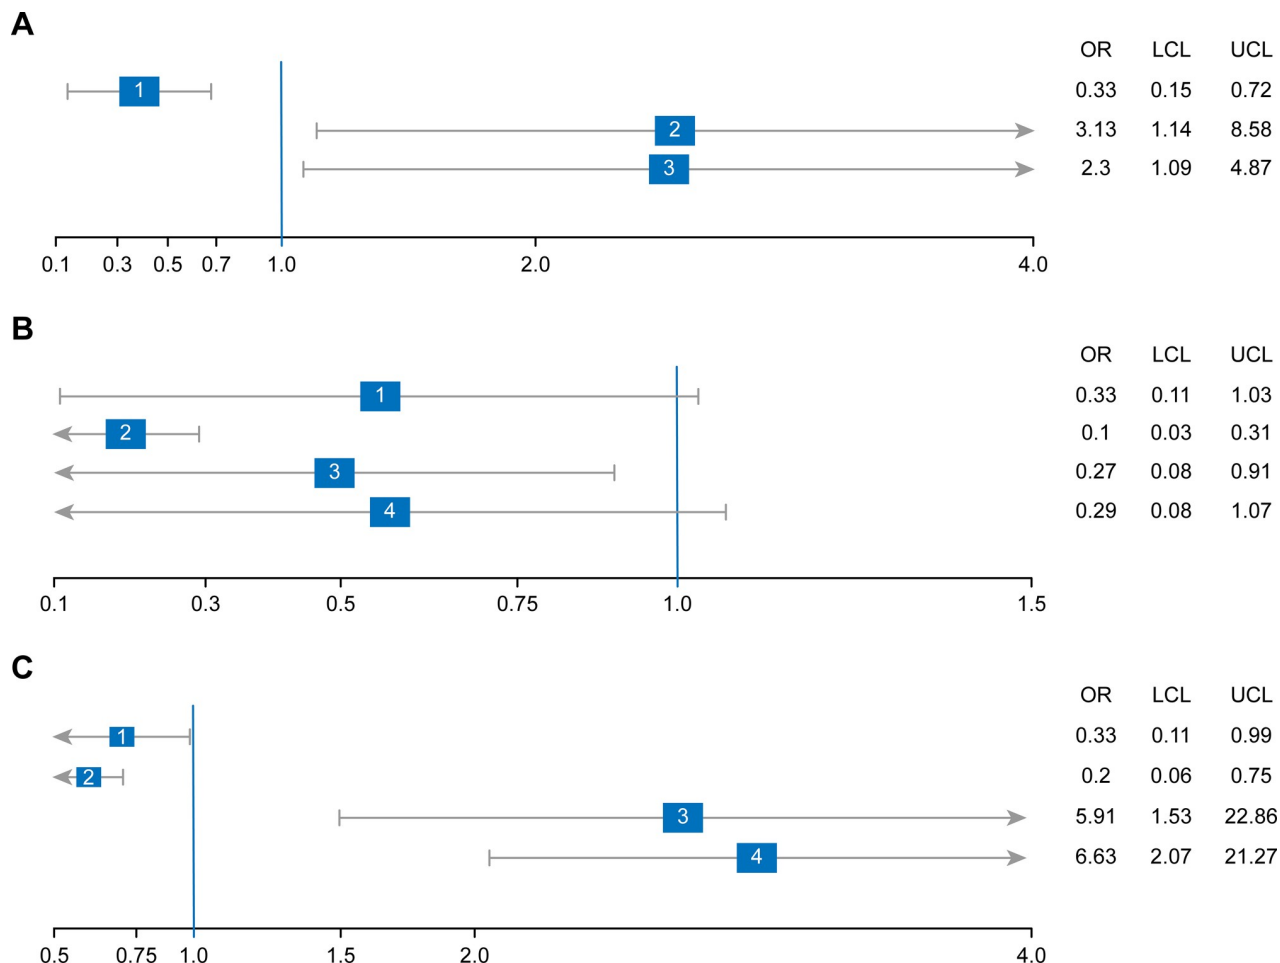 A
OR LCL UCL
1 0.33 0.15 0.72
2 3.13 1.14 8.58
3 2.3 1.09 4.87
0.1 0.3 0.5 0.7 1.0 2.0 4.0
B
OR LCL UCL
1 0.33 0.11 1.03
2 0.1 0.03 0.31
3 0.27 0.08 0.91
4 0.29 0.08 1.07
0.1 0.3 0.5 0.75 1.0 1.5
C
OR LCL UCL
1 0.33 0.11 0.99
2 0.2 0.06 0.75
3 5.91 1.53 22.86
4 6.63 2.07 21.27
0.5 0.75 1.0 1.5 2.0 4.0